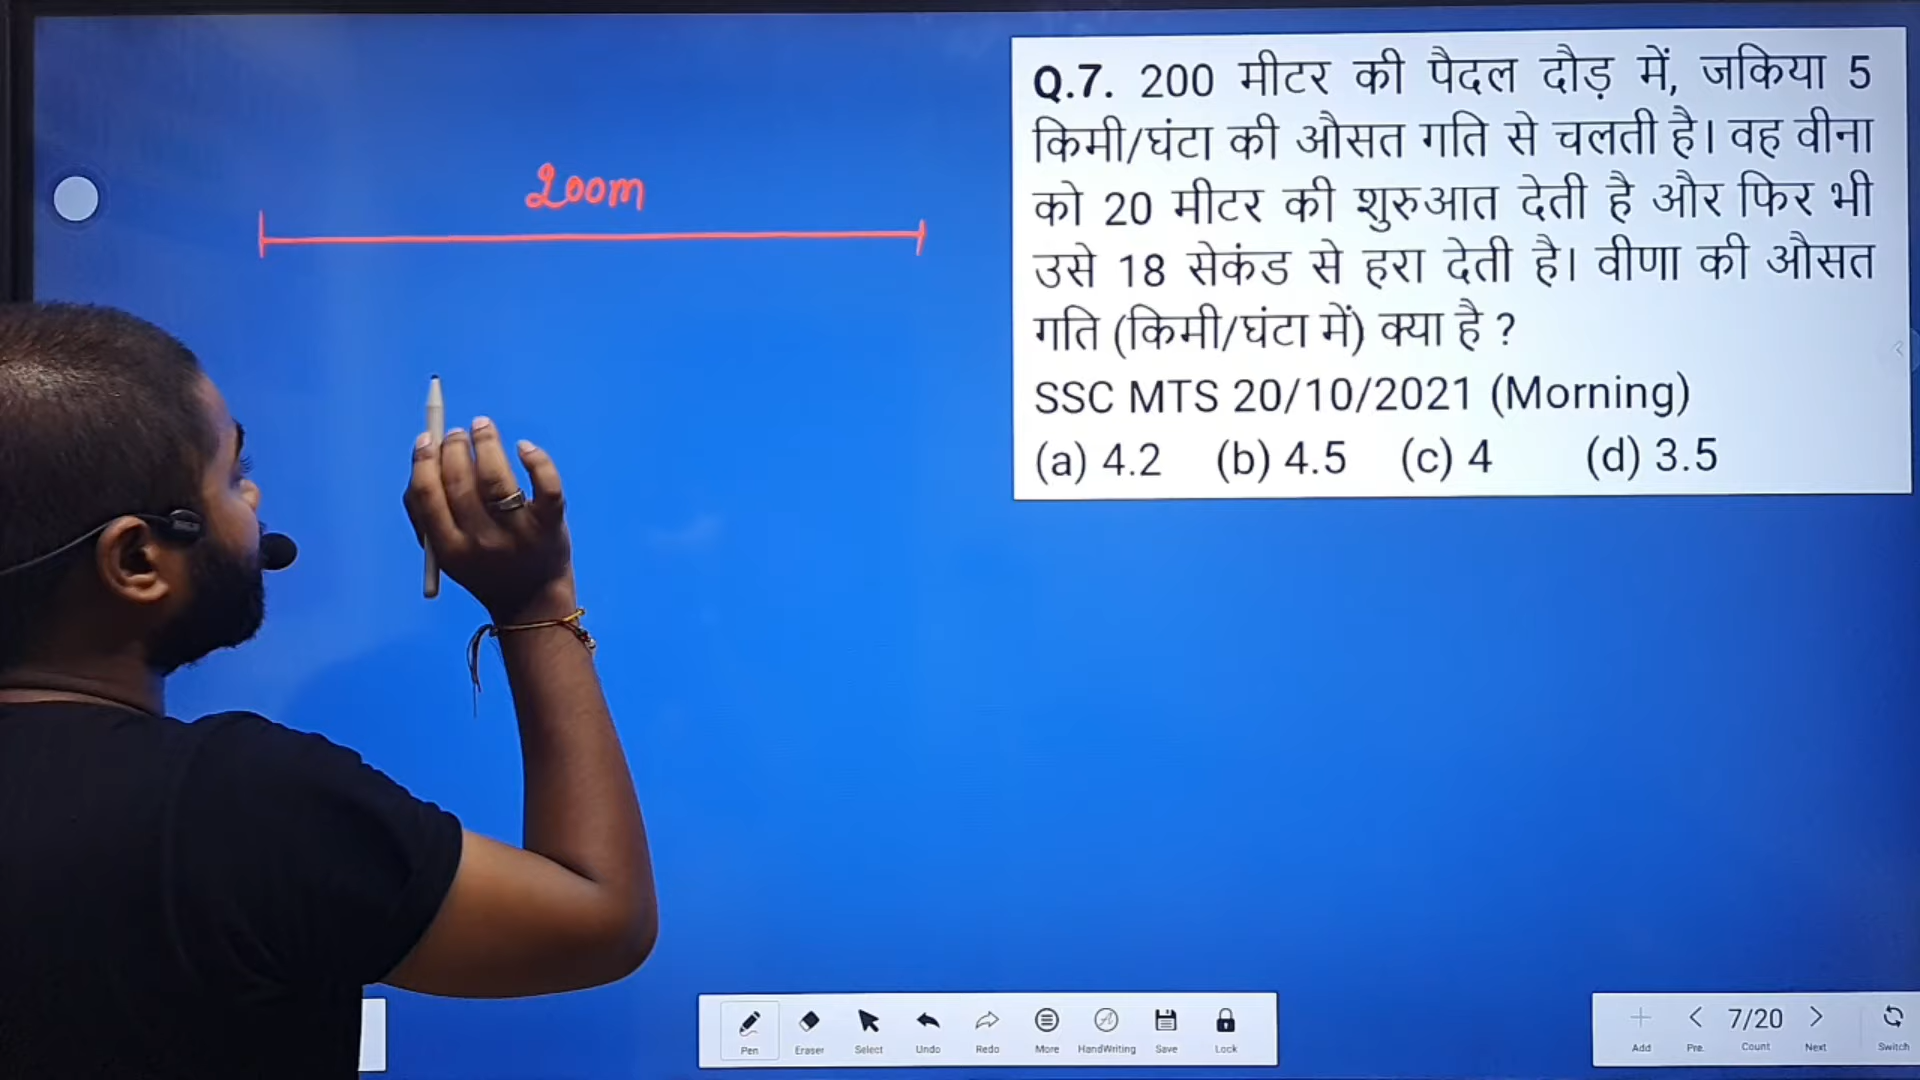 200m
Q.7. 200 मीटर की पैदल दौड़ में, जकिया 5
किमी/घंटा की औसत गति से चलती है। वह वीना
को 20 मीटर की शुरुआत देती है और फिर भी
उसे 18 सेकंड से हरा देती है। वीणा की औसत
गति (किमी/घंटा में) क्या है ?
SSC MTS 20/10/2021 (Morning)
(a) 4.2 (b) 4.5 (c) 4 (d) 3.5
Pen Eraser Select Undo Redo More HandWriting Save Lock
7/20
Add Pre. Count Next Switch